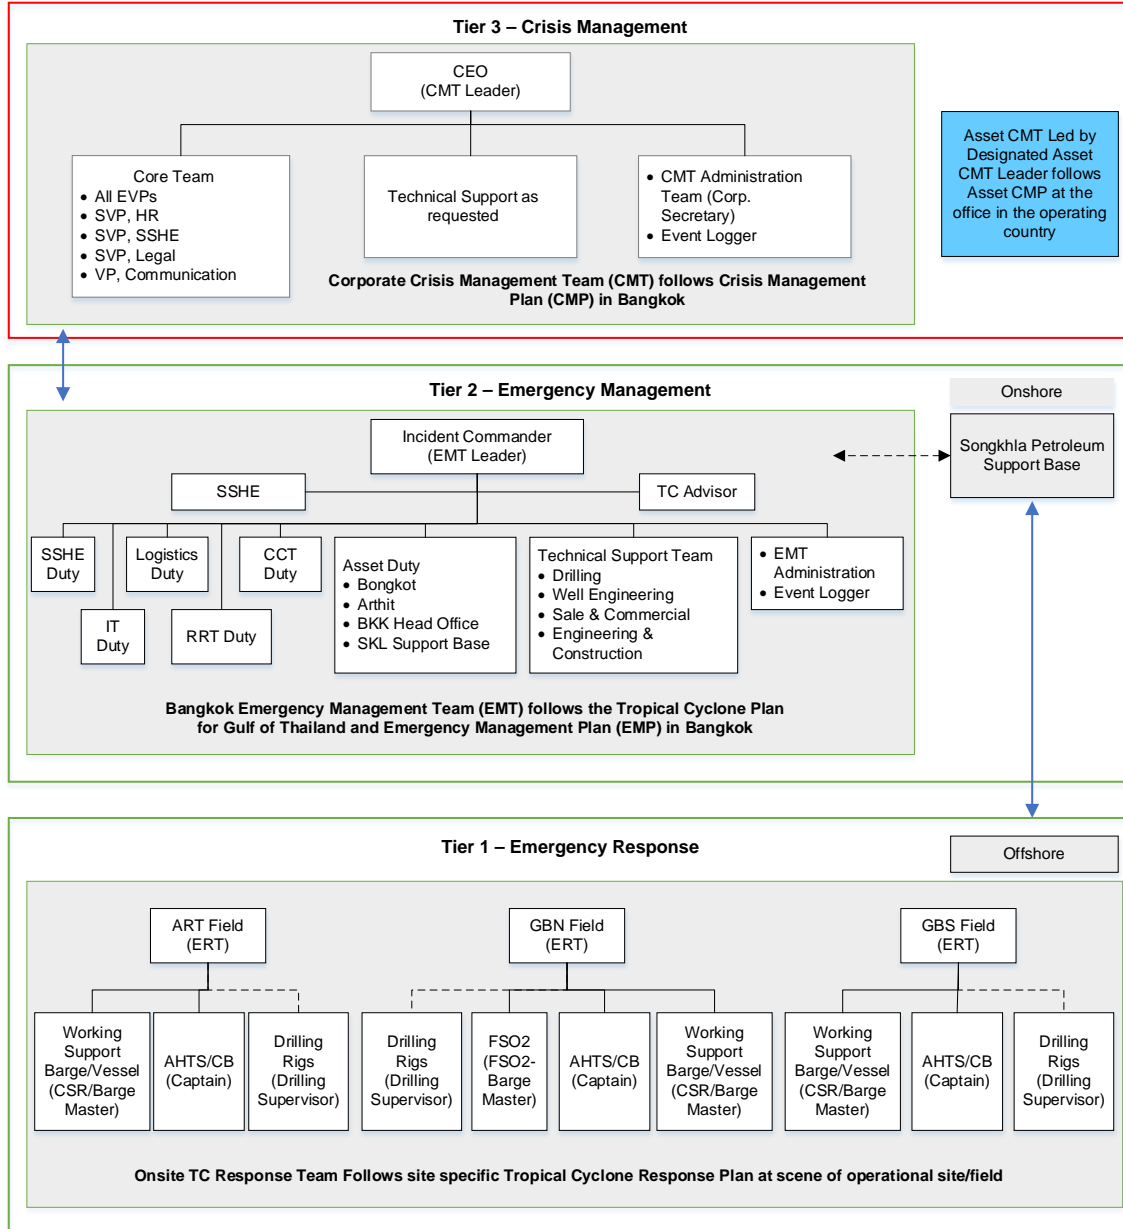 Tier 3 – Crisis Management
CEO
(CMT Leader)
Core Team
• All EVPs
• SVP, HR
• SVP, SSHE
• SVP, Legal
• VP, Communication
Technical Support as
requested
• CMT Administration
Team (Corp.
Secretary)
• Event Logger
Corporate Crisis Management Team (CMT) follows Crisis Management
Plan (CMP) in Bangkok
Asset CMT Led by
Designated Asset
CMT Leader follows
Asset CMP at the
office in the operating
country
Tier 2 – Emergency Management
Onshore
Songkhla Petroleum
Support Base
Incident Commander
(EMT Leader)
SSHE
TC Advisor
SSHE
Duty
Logistics
Duty
CCT
Duty
IT
Duty
RRT Duty
Asset Duty
• Bongkot
• Arthit
• BKK Head Office
• SKL Support Base
Technical Support Team
• Drilling
• Well Engineering
• Sale & Commercial
• Engineering &
Construction
• EMT
Administration
• Event Logger
Bangkok Emergency Management Team (EMT) follows the Tropical Cyclone Plan
for Gulf of Thailand and Emergency Management Plan (EMP) in Bangkok
Tier 1 – Emergency Response
Offshore
ART Field
(ERT)
GBN Field
(ERT)
GBS Field
(ERT)
Working
Support
Barge/Vessel
(CSR/Barge
Master)
AHTS/CB
(Captain)
Drilling
Rigs
(Drilling
Supervisor)
Drilling
Rigs
(Drilling
Supervisor)
FSO2
(FSO2-
Barge
Master)
AHTS/CB
(Captain)
Working
Support
Barge/Vessel
(CSR/Barge
Master)
Working
Support
Barge/Vessel
(CSR/Barge
Master)
AHTS/CB
(Captain)
Drilling
Rigs
(Drilling
Supervisor)
Onsite TC Response Team Follows site specific Tropical Cyclone Response Plan at scene of operational site/field